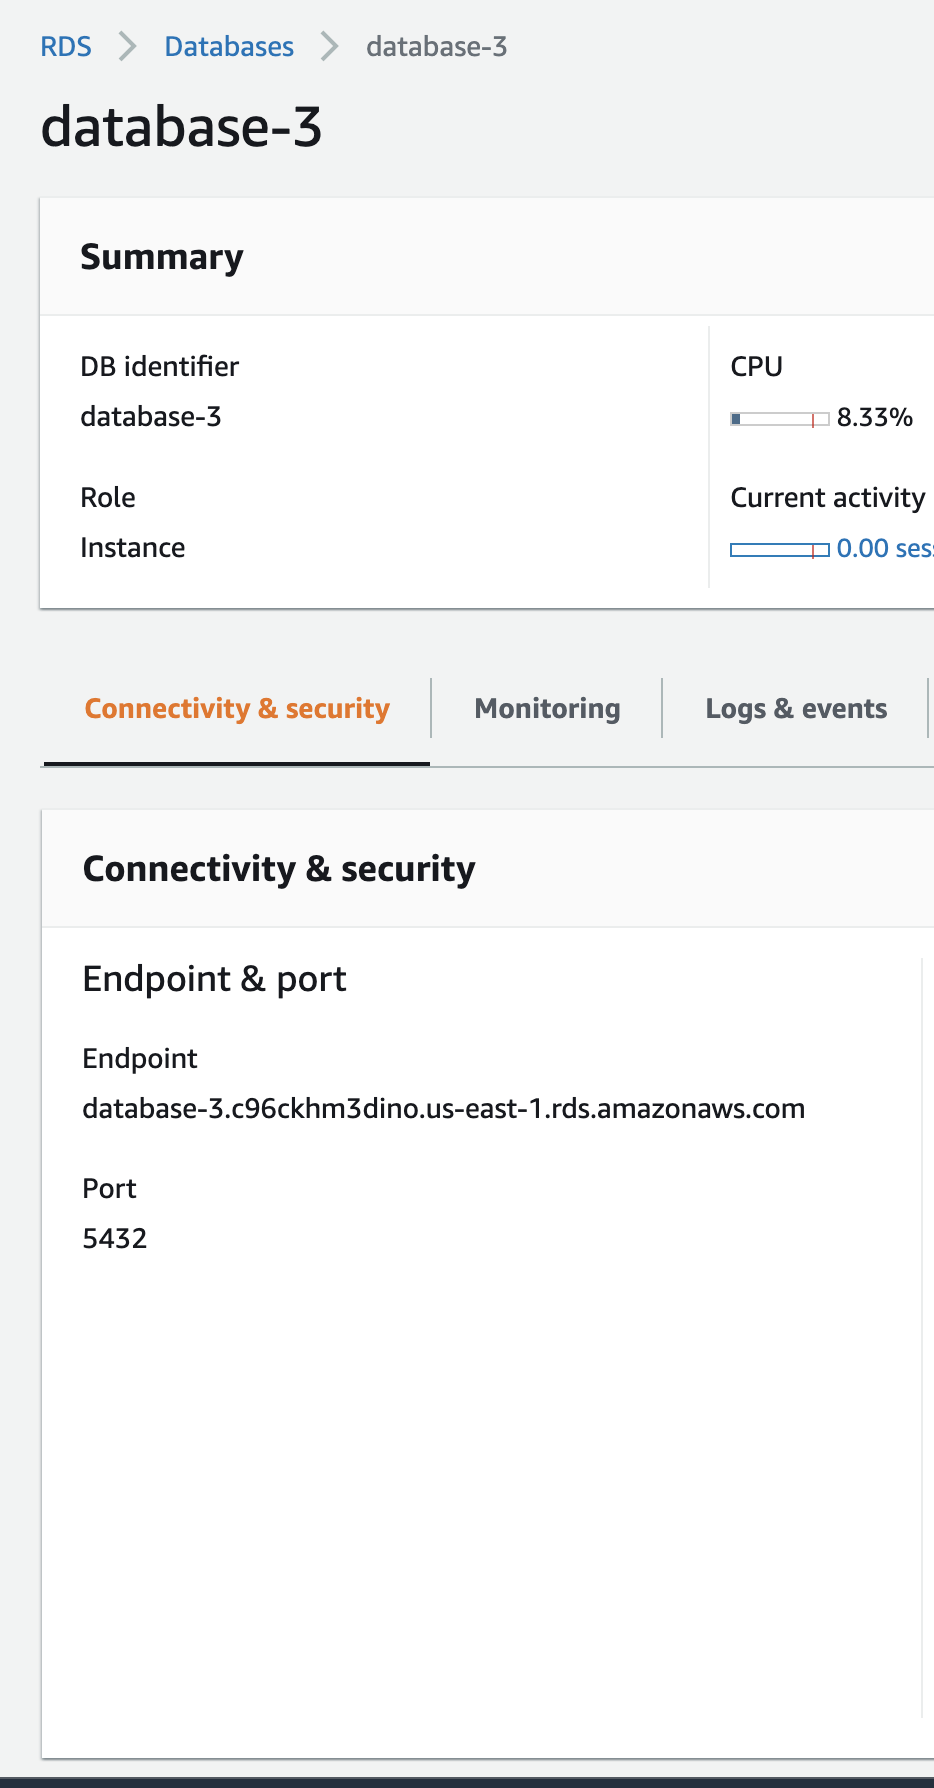 RDS > Databases > database-3
database-3
Summary
DB identifier
database-3
Role
Instance
CPU
8.33%
Current activity
0.00
Connectivity & security
Monitoring
Logs & events
Connectivity & security
Endpoint & port
Endpoint
database-3.c96ckhm3dino.us-east-1.rds.amazonaws.com
Port
5432